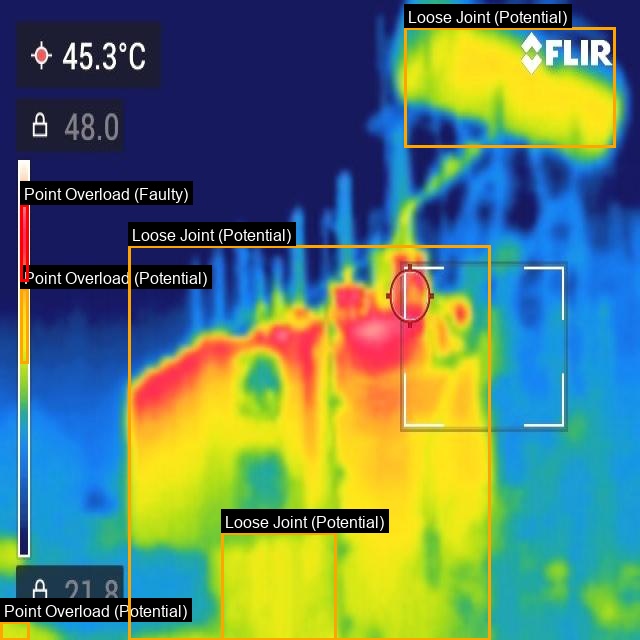 Loose Joint (Potential)
45.3°C
FLIR
48.0
Point Overload (Faulty)
Loose Joint (Potential)
Point Overload (Potential)
Loose Joint (Potential)
21.8
Point Overload (Potential)